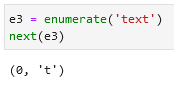 e3 = enumerate('text')
next(e3)
(0, 't')